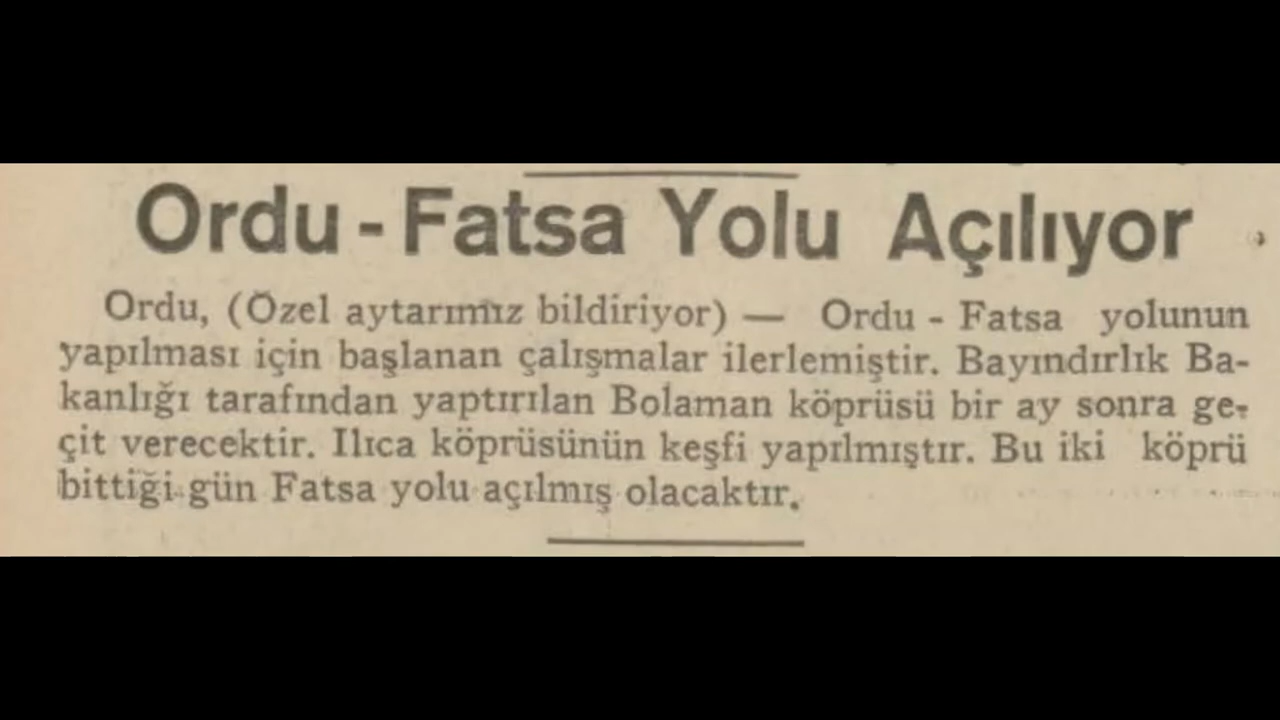 Ordu - Fatsa Yolu Açılıyor
Ordu, (Özel aytarımız bildiriyor) — Ordu - Fatsa yolunun
yapılması için başlanan çalışmalar ilerlemiştir. Bayındırlık Ba-
kanlığı tarafından yaptırılan Bolaman köprüsü bir ay sonra ge-
çit verecektir. Ilıca köprüsünün keşfi yapılmıştır. Bu iki köprü
bittiği gün Fatsa yolu açılmış olacaktır.